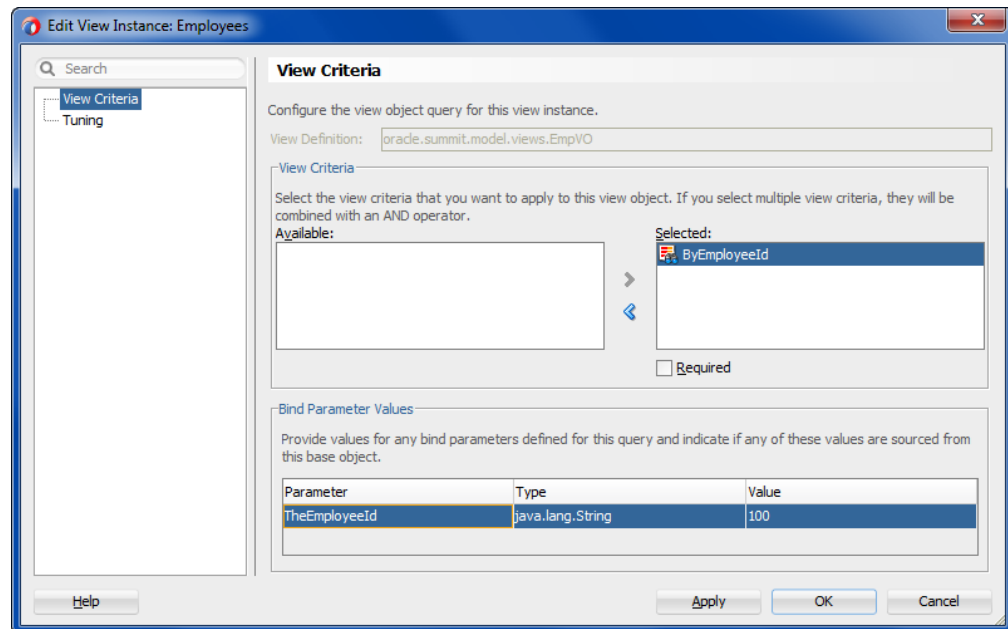 Edit View Instance: Employees
Search
View Criteria
Tuning
View Criteria
Configure the view object query for this view instance.
View Definition: oracle.summit.model.views.EmpVO
View Criteria
Select the view criteria that you want to apply to this view object. If you select multiple view criteria, they will be
combined with an AND operator.
Available: Selected:
ByEmployeeId
Required
Bind Parameter Values
Provide values for any bind parameters defined for this query and indicate if any of these values are sourced from
this base object.
Parameter Type Value
TheEmployeeId java.lang.String 100
Help Apply OK Cancel